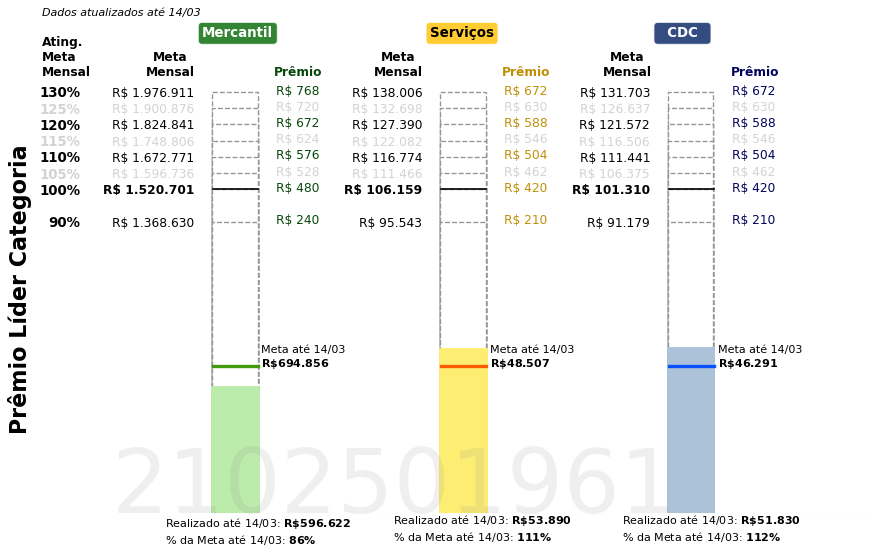 Dados atualizados até 14/03
Mercantil Serviços CDC
Ating.
Meta
Mensal
Meta
Mensal Prêmio Meta
Mensal Prêmio Meta
Mensal Prêmio
130% R$ 1.976.911 R$ 768 R$ 138.006 R$ 672 R$ 131.703 R$ 672
125% R$ 1.900.876 R$ 720 R$ 132.698 R$ 630 R$ 126.637 R$ 630
120% R$ 1.824.841 R$ 672 R$ 127.390 R$ 588 R$ 121.572 R$ 588
115% R$ 1.748.806 R$ 624 R$ 122.082 R$ 546 R$ 116.506 R$ 546
110% R$ 1.672.771 R$ 576 R$ 116.774 R$ 504 R$ 111.441 R$ 504
105% R$ 1.596.736 R$ 528 R$ 111.466 R$ 462 R$ 106.375 R$ 462
100% R$ 1.520.701 R$ 480 R$ 106.159 R$ 420 R$ 101.310 R$ 420
90% R$ 1.368.630 R$ 240 R$ 95.543 R$ 210 R$ 91.179 R$ 210
Prêmio Líder Categoria
Meta até 14/03 Meta até 14/03 Meta até 14/03
R$694.856 R$48.507 R$46.291
2102501961
Realizado até 14/03: R$596.622 Realizado até 14/03: R$53.890 Realizado até 14/03: R$51.830
% da Meta até 14/03: 86% % da Meta até 14/03: 111% % da Meta até 14/03: 112%